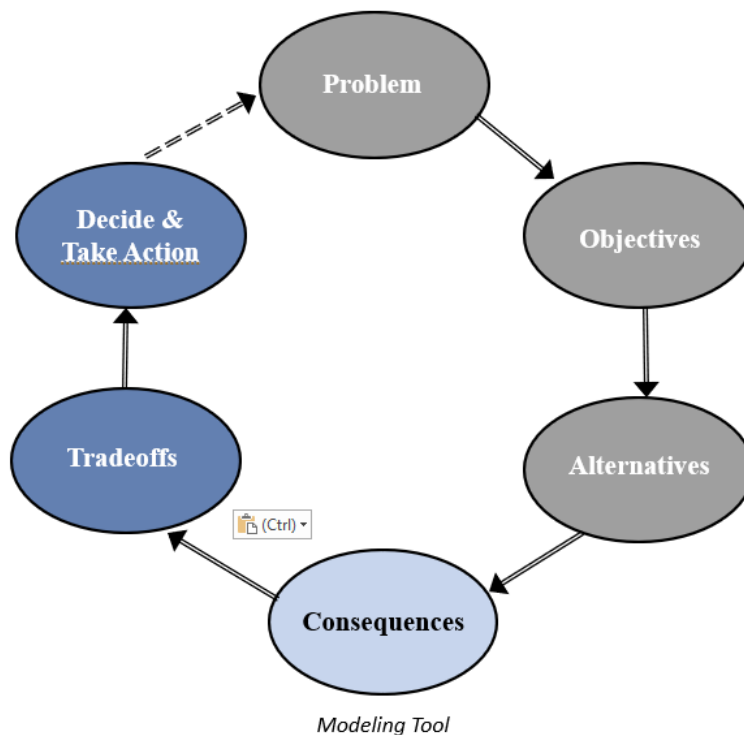 Problem
Objectives
Alternatives
Consequences
Tradeoffs
Decide &
Take Action
(Ctrl)
Modeling Tool